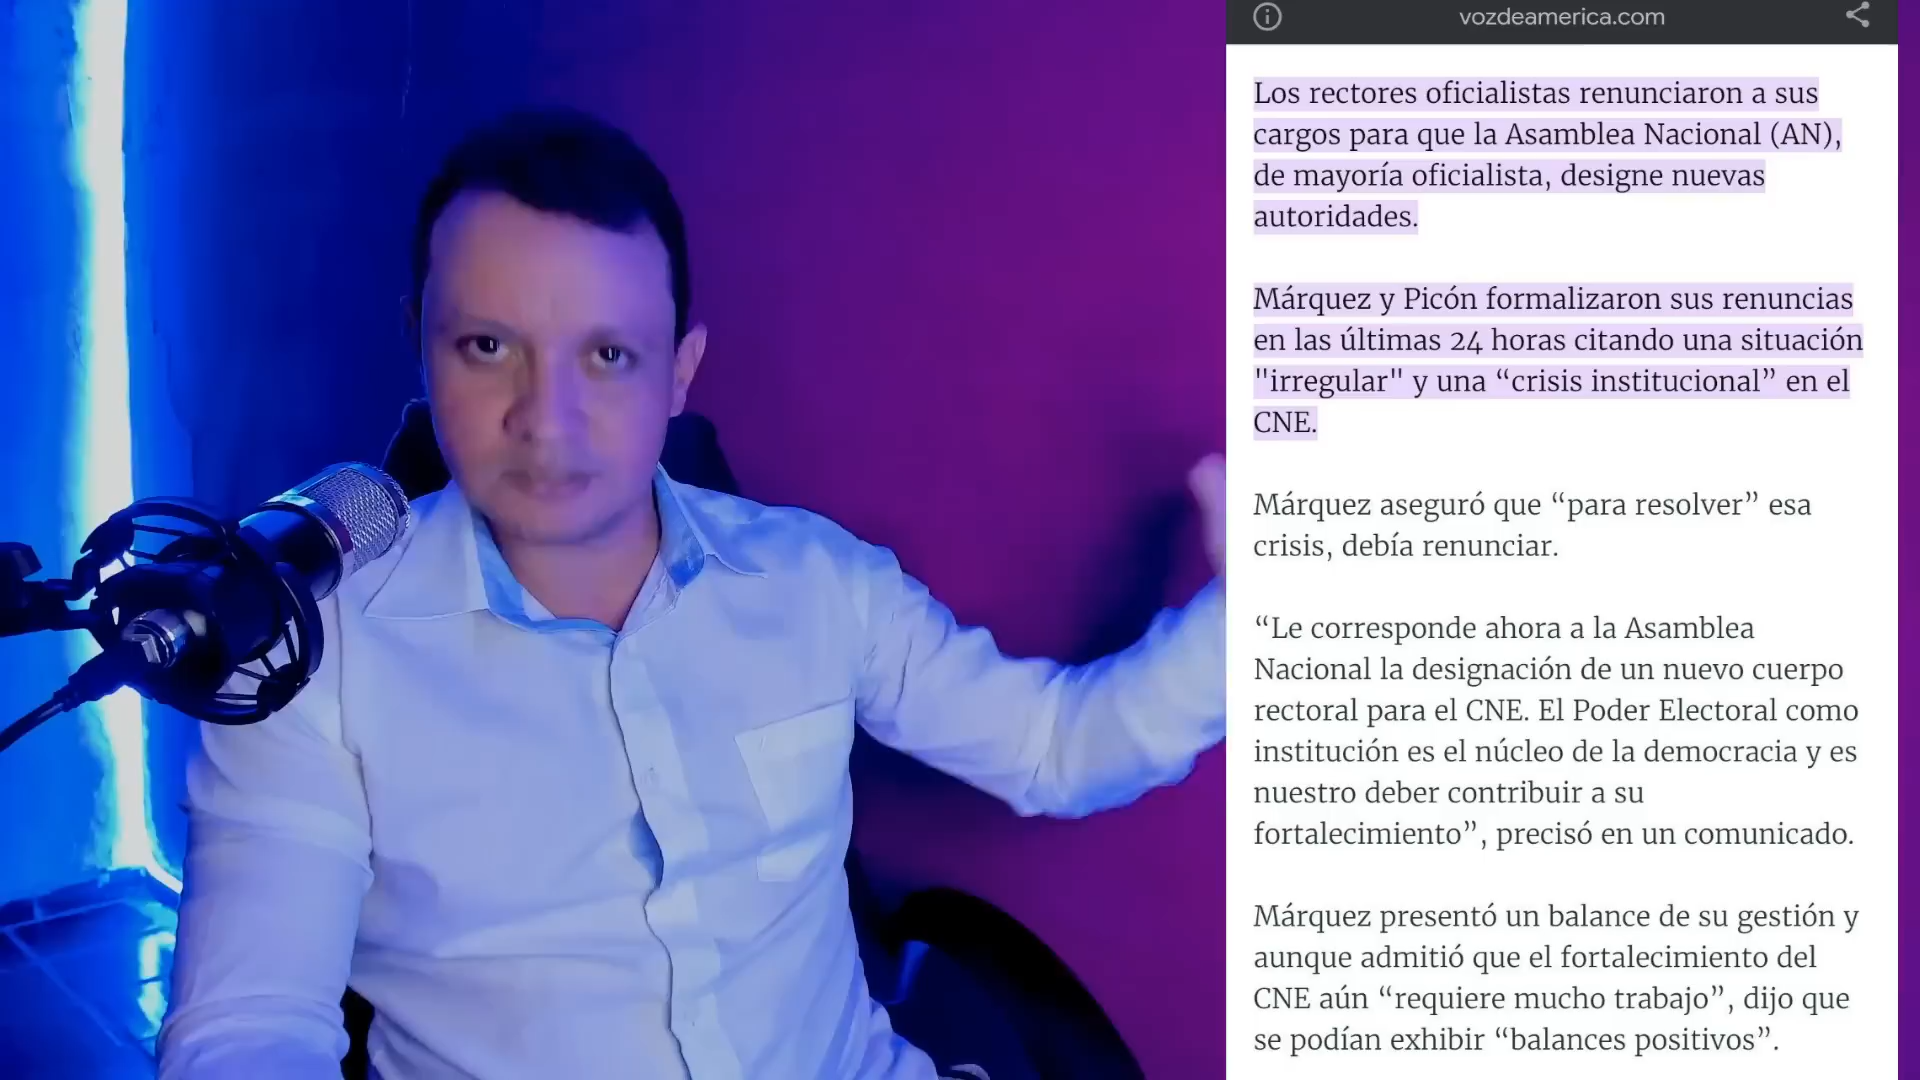 vozdeamerica.com
Los rectores oficialistas renunciaron a sus
cargos para que la Asamblea Nacional (AN),
de mayoría oficialista, designe nuevas
autoridades.
Márquez y Picón formalizaron sus renuncias
en las últimas 24 horas citando una situación
"irregular" y una “crisis institucional” en el
CNE.
Márquez aseguró que “para resolver” esa
crisis, debía renunciar.
“Le corresponde ahora a la Asamblea
Nacional la designación de un nuevo cuerpo
rectoral para el CNE. El Poder Electoral como
institución es el núcleo de la democracia y es
nuestro deber contribuir a su
fortalecimiento”, precisó en un comunicado.
Márquez presentó un balance de su gestión y
aunque admitió que el fortalecimiento del
CNE aún “requiere mucho trabajo”, dijo que
se podían exhibir “balances positivos”.